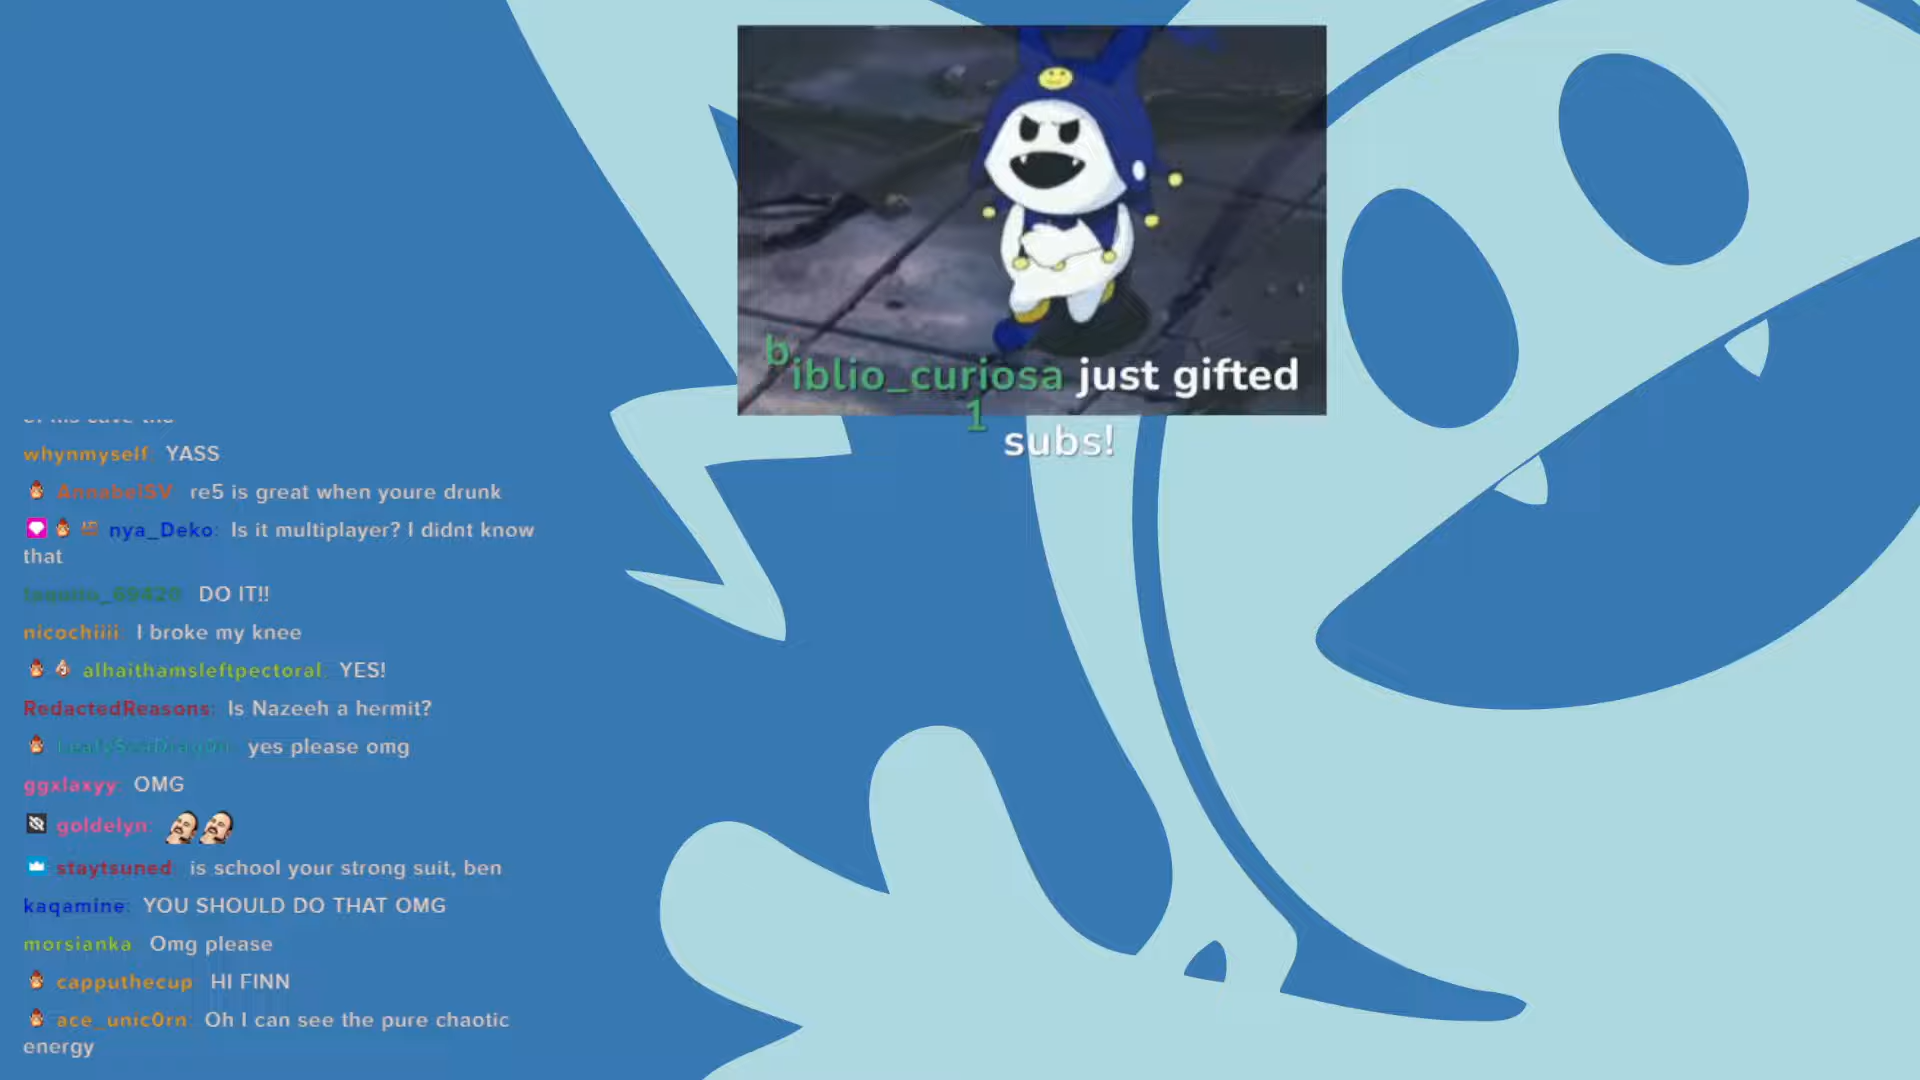 biblio_curiosa just gifted
1 subs!
whynmyself: YASS
AnnabelSV: re5 is great when youre drunk
nya_Deko: Is it multiplayer? I didnt know
that
DO IT!!
nicochiiii: I broke my knee
alhaithamsleftpectoral: YES!
RedactedReasons: Is Nazeeh a hermit?
yes please omg
ggxlaxyy: OMG
goldelyn:
staytsuned: is school your strong suit, ben
kaqamine: YOU SHOULD DO THAT OMG
morsianka: Omg please
capputhecup: HI FINN
ace_unic0rn: Oh I can see the pure chaotic
energy